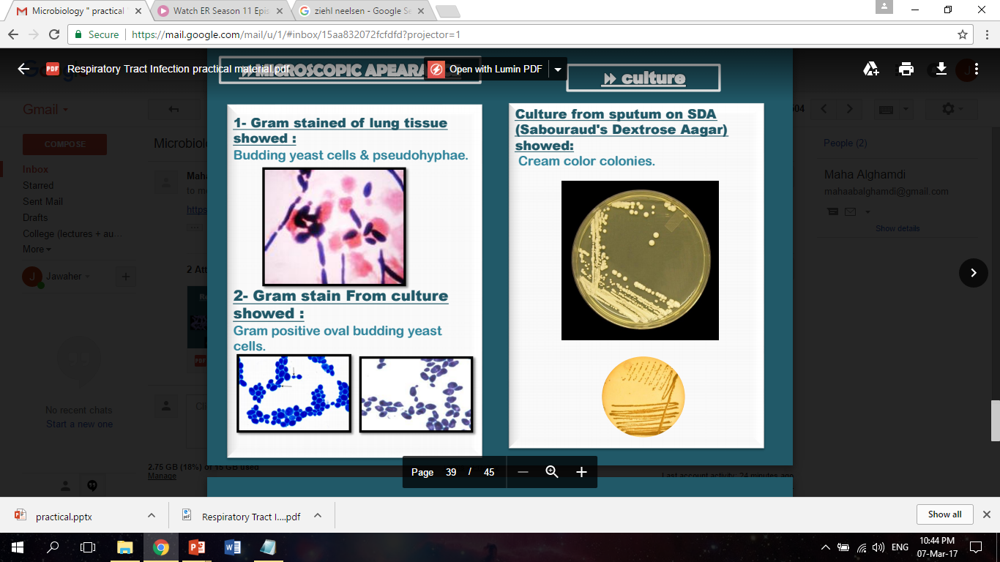 Microbiology " practical
Watch ER Season 11 Epis
ziehl neelsen - Google Se
Secure
https://mail.google.com/mail/u/1/#inbox/15aa832072fcfdfd?projector=1
PDF
Respiratory Tract Infection practical material.pdf
Open with Lumin PDF
MICROSCOPIC APEARA
culture
1- Gram stained of lung tissue
showed :
Budding yeast cells & pseudohyphae.
2- Gram stain From culture
showed :
Gram positive oval budding yeast
cells.
Culture from sputum on SDA
(Sabouraud's Dextrose Aagar)
showed:
Cream color colonies.
Gmail
COMPOSE
Inbox
Starred
Sent Mail
Drafts
College (lectures + au...
More
J
Jawaher
No recent chats
Start a new one
Microbiol
Maha
to me
https
2 Att
PDF
2.75 GB (18%) of 15 GB used
Manage
504
People (2)
Maha Alghamdi
mahaabalghamdi@gmail.com
Show details
Last account activity: 24 minutes ago
Page 39 / 45
practical.pptx
Respiratory Tract I....pdf
Show all
ENG
10:44 PM
07-Mar-17